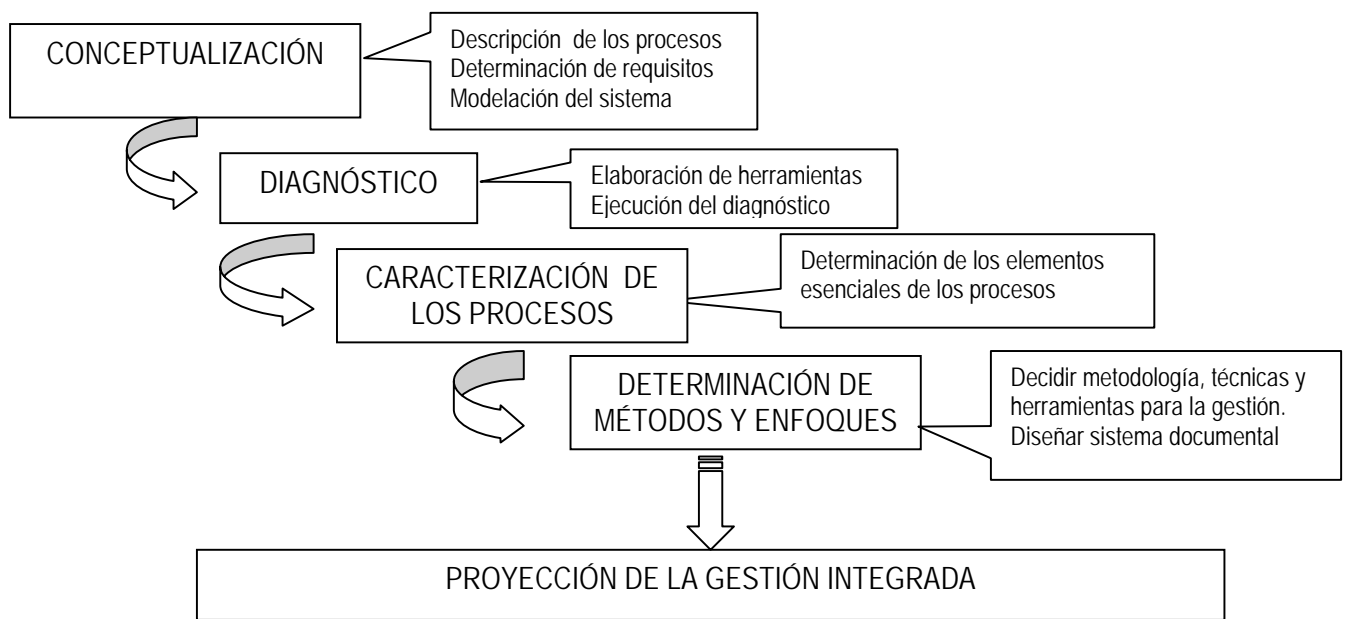 CONCEPTUALIZACIÓN
Descripción de los procesos
Determinación de requisitos
Modelación del sistema
DIAGNÓSTICO
Elaboración de herramientas
Ejecución del diagnóstico
CARACTERIZACIÓN DE
LOS PROCESOS
Determinación de los elementos
esenciales de los procesos
DETERMINACIÓN DE
MÉTODOS Y ENFOQUES
Decidir metodología, técnicas y
herramientas para la gestión.
Diseñar sistema documental
PROYECCIÓN DE LA GESTIÓN INTEGRADA